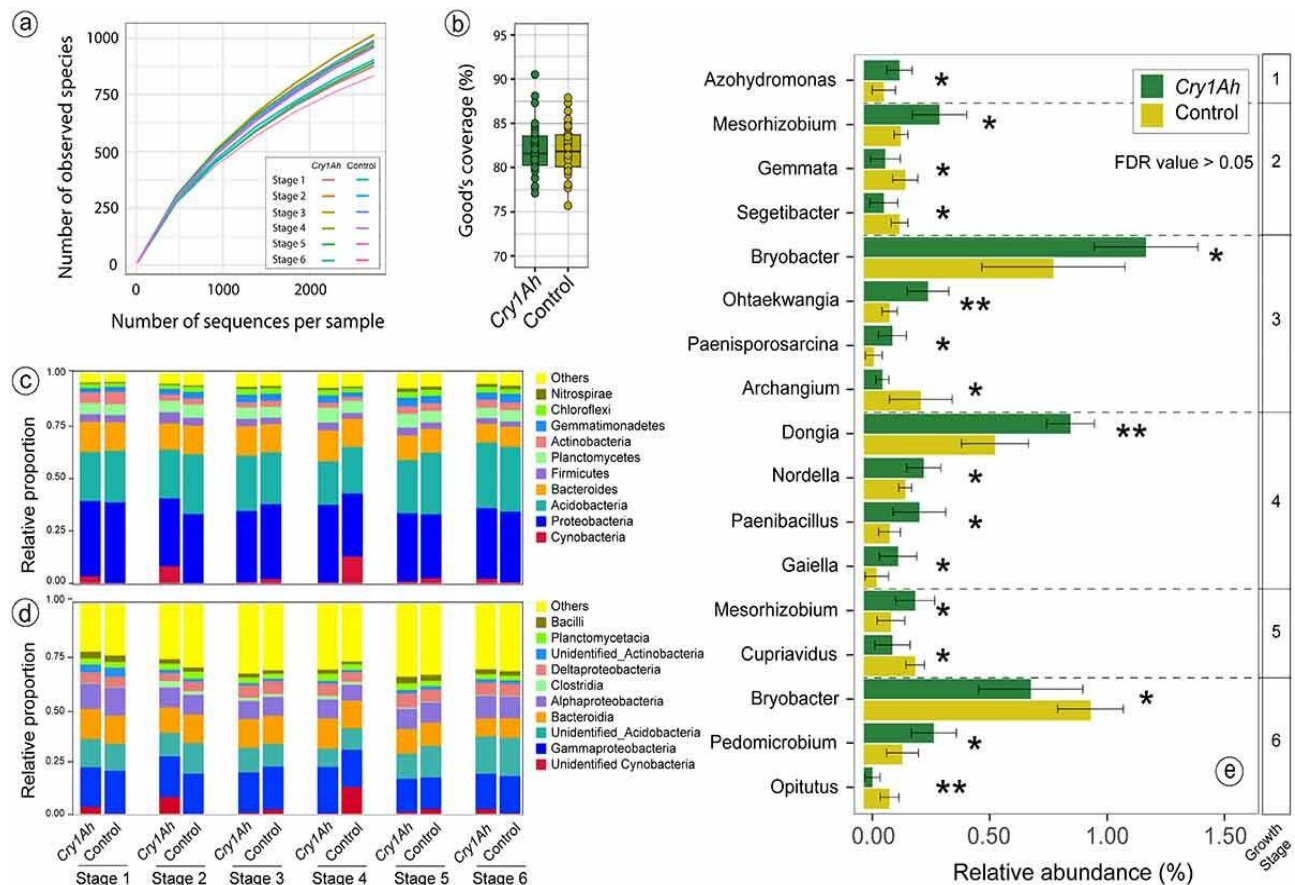 a
Number of observed species
1000
750
500
250
0
Cry1Ah Control
Stage 1
Stage 2
Stage 3
Stage 4
Stage 5
Stage 6
0 1000 2000
Number of sequences per sample
b
Good's coverage (%)
95
90
85
80
75
70
Cry1Ah
Control
c
Relative proportion
1.00
0.75
0.50
0.25
0.00
Others
Nitrospirae
Chloroflexi
Gemmatimonadetes
Actinobacteria
Planctomycetes
Firmicutes
Bacteroides
Acidobacteria
Proteobacteria
Cynobacteria
d
Relative proportion
1.00
0.75
0.50
0.25
0.00
Others
Bacilli
Planctomycetacia
Unidentified_Actinobacteria
Deltaproteobacteria
Clostridia
Alphaproteobacteria
Bacteroidia
Unidentified_Acidobacteria
Gammaproteobacteria
Unidentified Cynobacteria
Cry1Ah Control Cry1Ah Control Cry1Ah Control Cry1Ah Control Cry1Ah Control Cry1Ah Control
Stage 1 Stage 2 Stage 3 Stage 4 Stage 5 Stage 6
Cry1Ah
Control
FDR value > 0.05
Azohydromonas *
1
Mesorhizobium *
Gemmata *
2
Segetibacter *
Bryobacter *
Ohtaekwangia **
3
Paenisporosarcina *
Archangium *
Dongia **
Nordella *
4
Paenibacillus *
Gaiella *
Mesorhizobium *
5
Cupriavidus *
Bryobacter *
Pedomicrobium *
6
Opitutus **
e
0.00 0.50 1.00 1.50
Relative abundance (%)
Growth
Stage